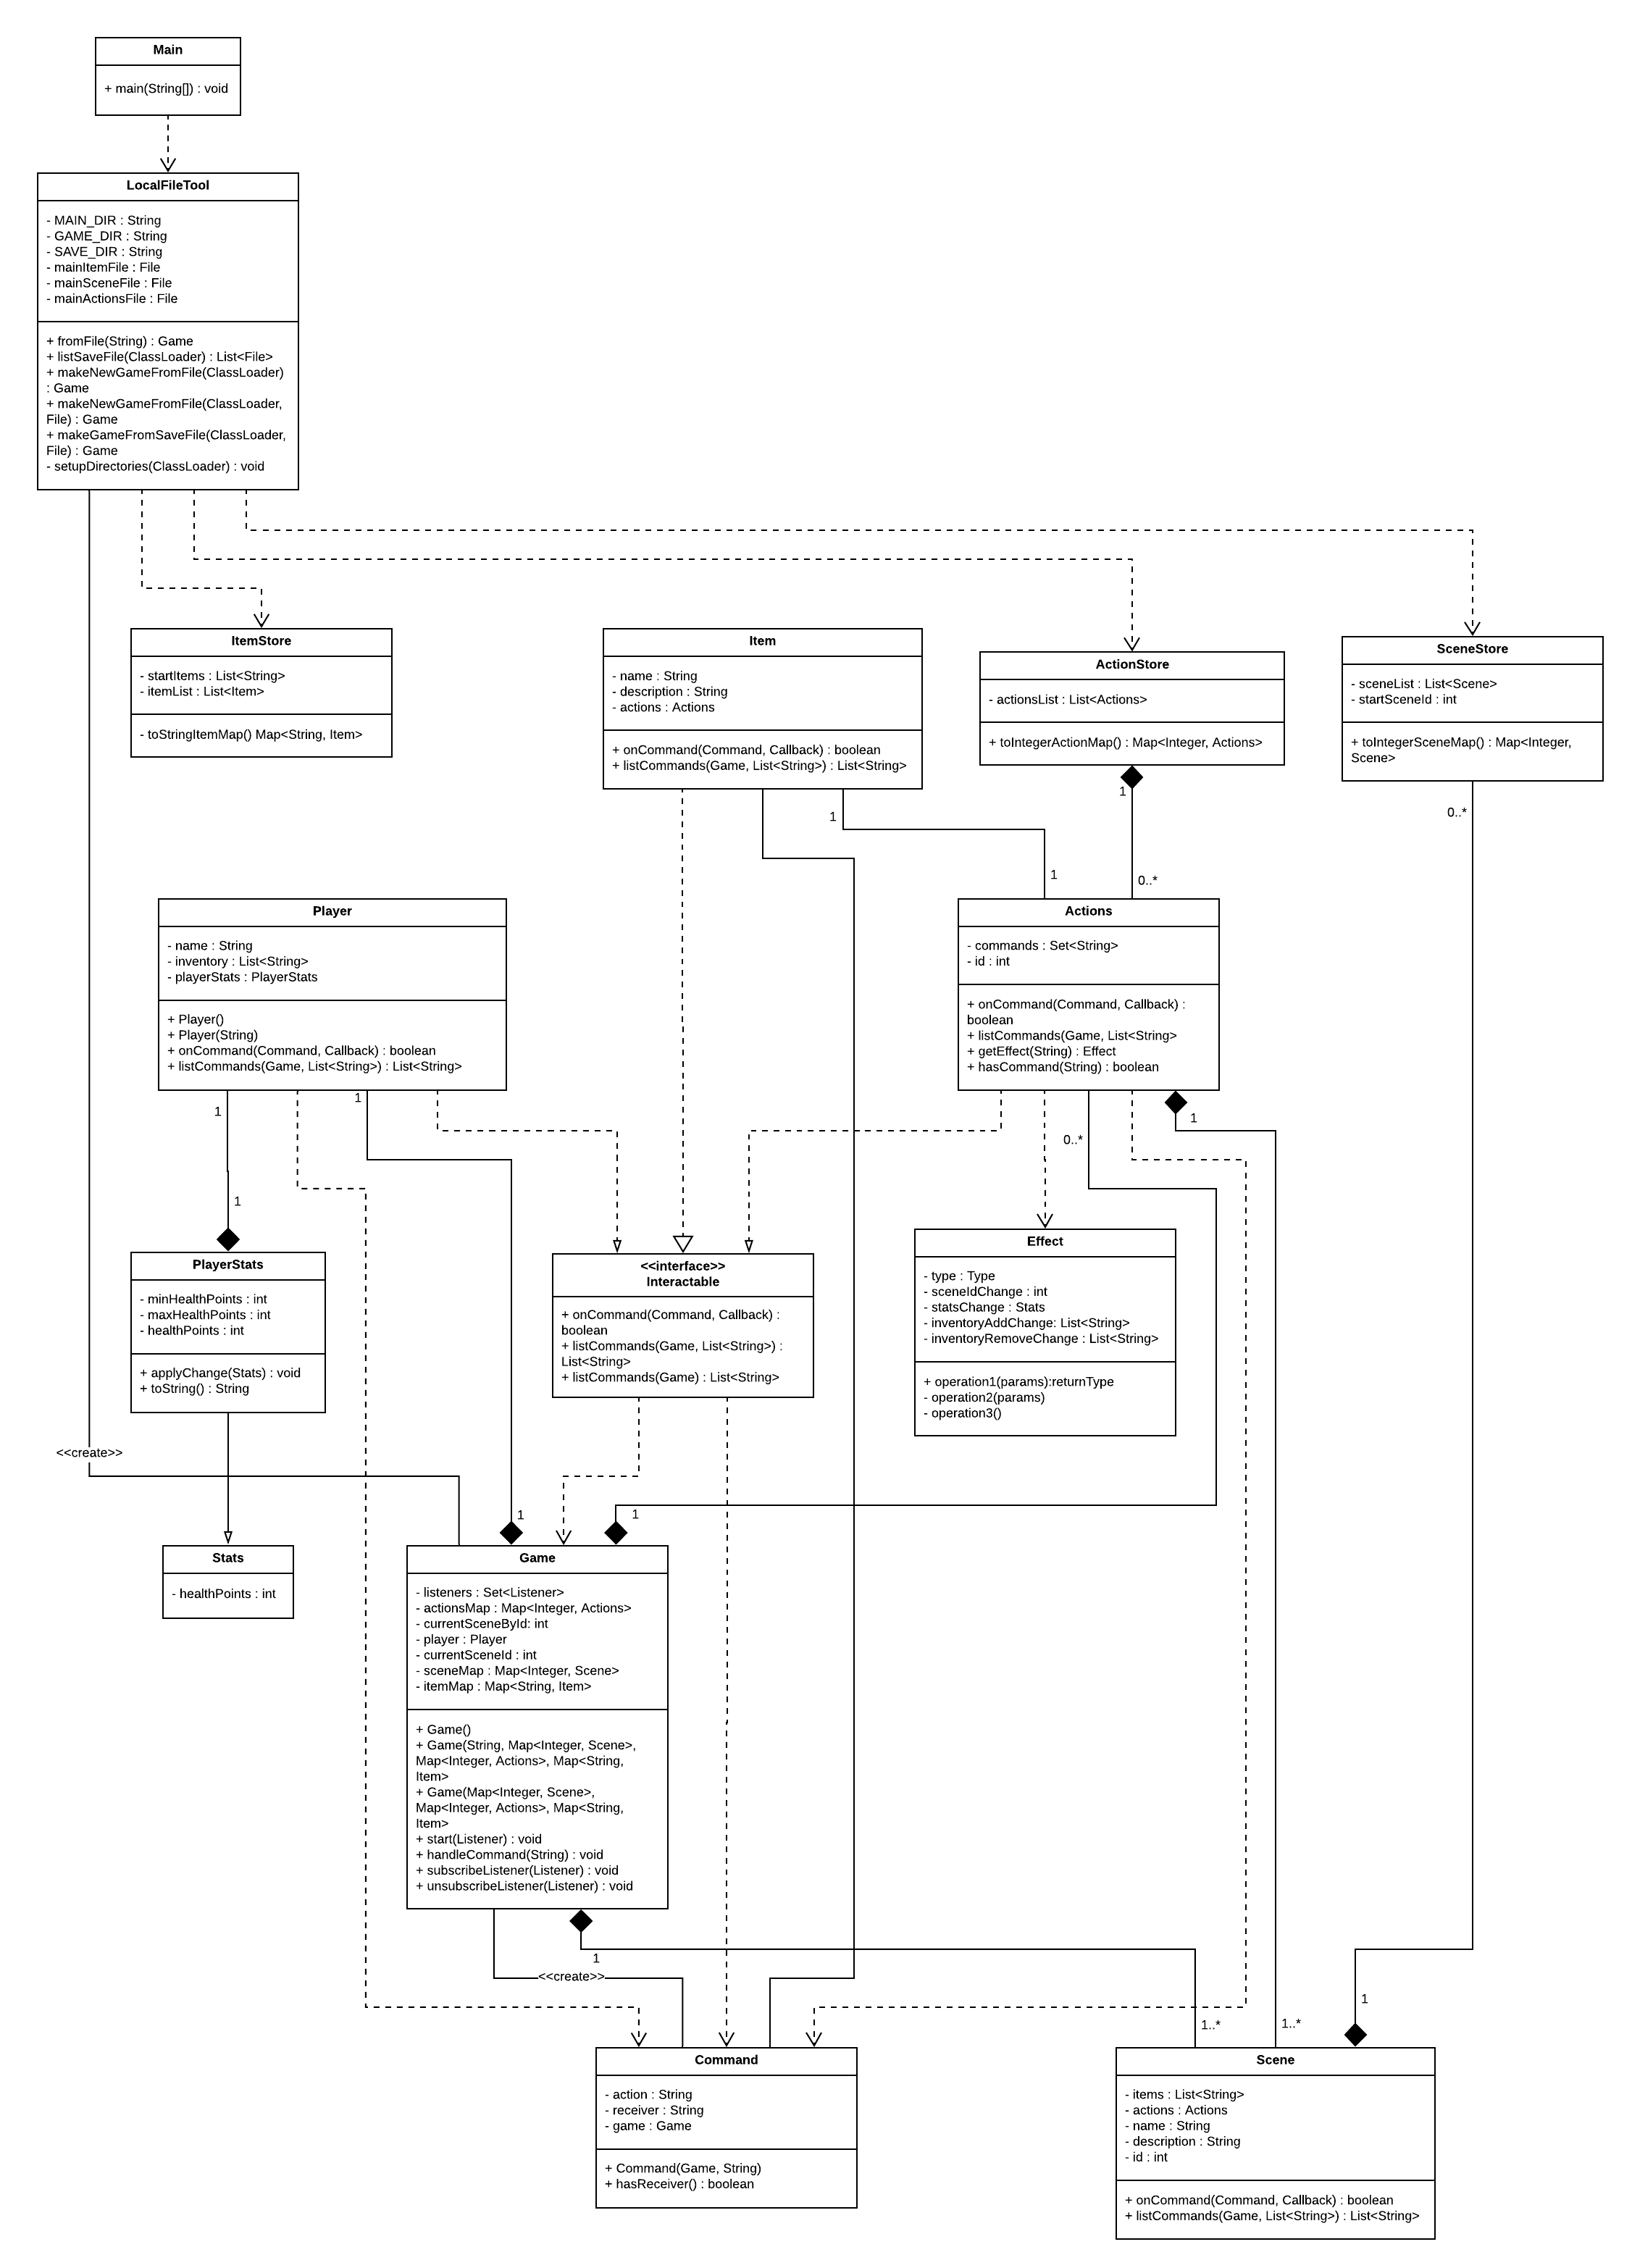 Main
+ main(String[]) : void
LocalFileTool
- MAIN_DIR : String
- GAME_DIR : String
- SAVE_DIR : String
- mainItemFile : File
- mainSceneFile : File
- mainActionsFile : File
+ fromFile(String) : Game
+ listSaveFile(ClassLoader) : List<File>
+ makeNewGameFromFile(ClassLoader)
: Game
+ makeNewGameFromFile(ClassLoader,
File) : Game
+ makeGameFromSaveFile(ClassLoader,
File) : Game
- setupDirectories(ClassLoader) : void
ItemStore
- startItems : List<String>
- itemList : List<Item>
- toStringItemMap() Map<String, Item>
Item
- name : String
- description : String
- actions : Actions
+ onCommand(Command, Callback) : boolean
+ listCommands(Game, List<String>) : List<String>
ActionStore
- actionsList : List<Actions>
+ toIntegerActionMap() : Map<Integer, Actions>
SceneStore
- sceneList : List<Scene>
- startSceneId : int
+ toIntegerSceneMap() : Map<Integer,
Scene>
1
1
1
0..*
0..*
Player
- name : String
- inventory : List<String>
- playerStats : PlayerStats
+ Player()
+ Player(String)
+ onCommand(Command, Callback) : boolean
+ listCommands(Game, List<String>) : List<String>
Actions
- commands : Set<String>
- id : int
+ onCommand(Command, Callback) :
boolean
+ listCommands(Game, List<String>
+ getEffect(String) : Effect
+ hasCommand(String) : boolean
1
1
1
0..*
1
PlayerStats
- minHealthPoints : int
- maxHealthPoints : int
- healthPoints : int
+ applyChange(Stats) : void
+ toString() : String
<<interface>>
Interactable
+ onCommand(Command, Callback) :
boolean
+ listCommands(Game, List<String>) :
List<String>
+ listCommands(Game) : List<String>
Effect
- type : Type
- sceneIdChange : int
- statsChange : Stats
- inventoryAddChange: List<String>
- inventoryRemoveChange : List<String>
+ operation1(params):returnType
- operation2(params)
- operation3()
<<create>>
1
1
Stats
- healthPoints : int
Game
- listeners : Set<Listener>
- actionsMap : Map<Integer, Actions>
- currentSceneById: int
- player : Player
- currentSceneId : int
- sceneMap : Map<Integer, Scene>
- itemMap : Map<String, Item>
+ Game()
+ Game(String, Map<Integer, Scene>,
Map<Integer, Actions>, Map<String,
Item>
+ Game(Map<Integer, Scene>,
Map<Integer, Actions>, Map<String,
Item>
+ start(Listener) : void
+ handleCommand(String) : void
+ subscribeListener(Listener) : void
+ unsubscribeListener(Listener) : void
1
<<create>>
1..*
1..*
1
Command
- action : String
- receiver : String
- game : Game
+ Command(Game, String)
+ hasReceiver() : boolean
Scene
- items : List<String>
- actions : Actions
- name : String
- description : String
- id : int
+ onCommand(Command, Callback) : boolean
+ listCommands(Game, List<String>) : List<String>